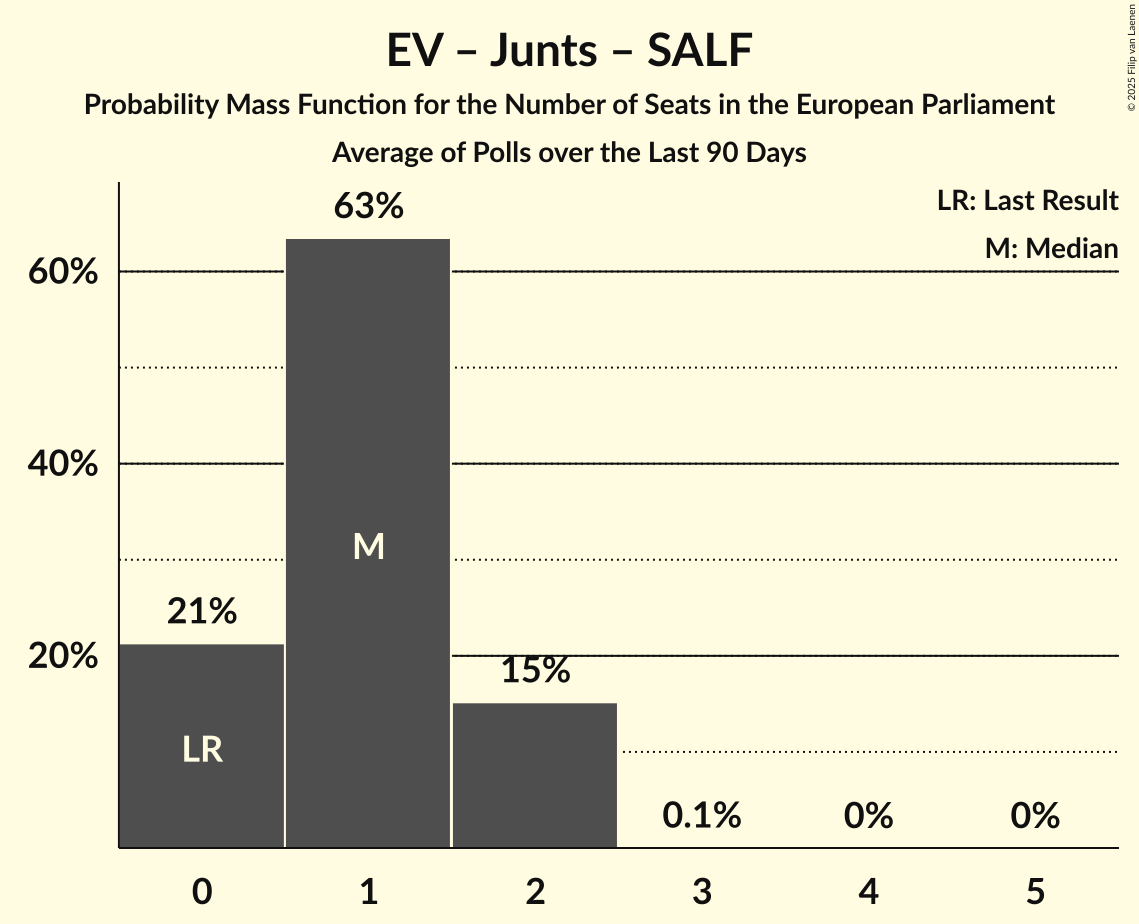 EV – Junts – SALF
Probability Mass Function for the Number of Seats in the European Parliament
Average of Polls over the Last 90 Days
© 2025 Filip van Laenen
LR: Last Result
M: Median
63%
60%
40%
M
21%
20%
15%
LR
0.1%
0%
0%
0
1
2
3
4
5